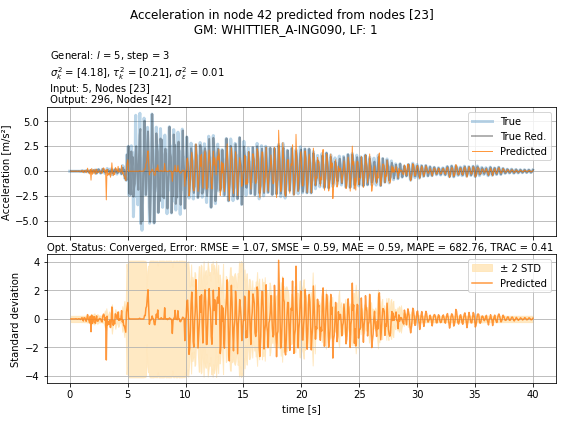 Acceleration in node 42 predicted from nodes [23]
GM: WHITTIER_A-ING090, LF: 1
General: l = 5, step = 3
σ²ₖ = [4.18], τ²ₖ = [0.21], σ²ε = 0.01
Input: 5, Nodes [23]
Output: 296, Nodes [42]
Acceleration [m/s²]
5.0
2.5
0.0
−2.5
−5.0
True
True Red.
Predicted
Opt. Status: Converged, Error: RMSE = 1.07, SMSE = 0.59, MAE = 0.59, MAPE = 682.76, TRAC = 0.41
Standard deviation
4
2
0
−2
−4
± 2 STD
Predicted
0 5 10 15 20 25 30 35 40
time [s]